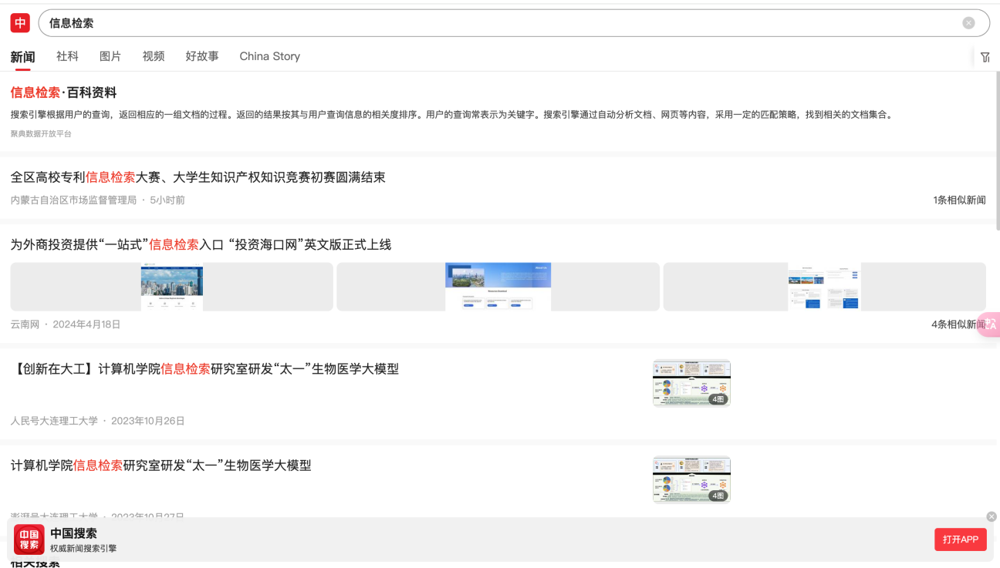 中
信息检索
新闻 社科 图片 视频 好故事 China Story
信息检索·百科资料
搜索引擎根据用户的查询，返回相应的一组文档的过程。返回的结果按其与用户查询信息的相关度排序。用户的查询常表示为关键字。搜索引擎通过自动分析文档、网页等内容，采用一定的匹配策略，找到相关的文档集合。
聚典数据开放平台
全区高校专利信息检索大赛、大学生知识产权知识竞赛初赛圆满结束
内蒙古自治区市场监督管理局 · 5小时前 1条相似新闻
为外商投资提供“一站式”信息检索入口 “投资海口网”英文版正式上线
云南网 · 2024年4月18日 4条相似新闻
【创新在大工】计算机学院信息检索研究室研发“太一”生物医学大模型
4图
人民号大连理工大学 · 2023年10月26日
计算机学院信息检索研究室研发“太一”生物医学大模型
4图
澎湃号大连理工大学 · 2023年10月27日
中国搜索
中国搜索
权威新闻搜索引擎
打开APP
相关搜索